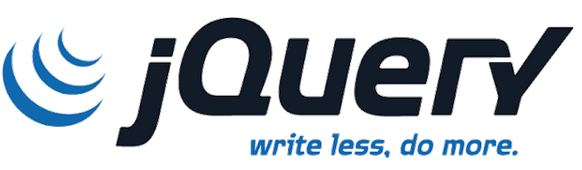 jQuery
write less, do more.